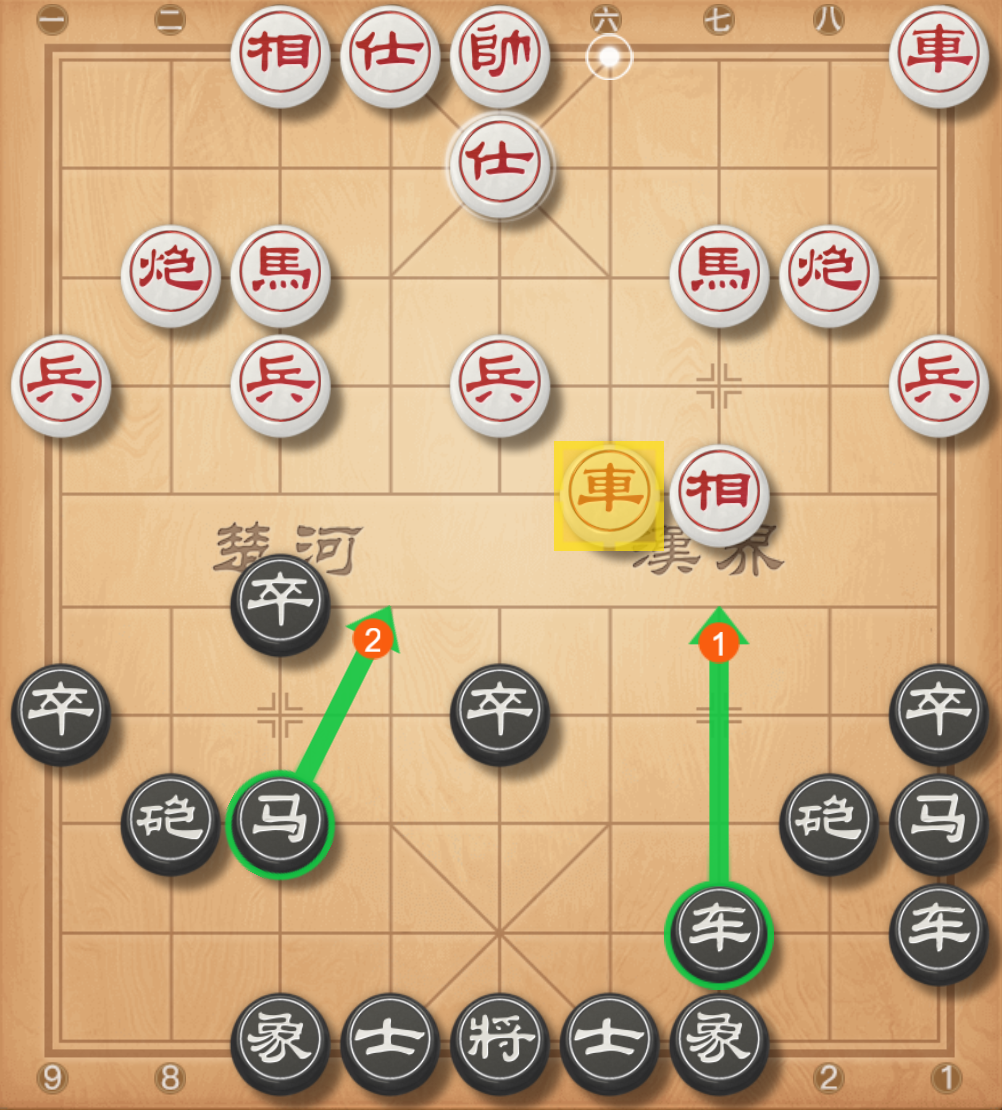 一 二 六 七 八
相 仕 帥 車
仕
炮 馬 馬 炮
兵 兵 兵 兵
車 相
楚河 漢界
卒
2 1
卒 卒 卒
砲 马 砲 马
车 车
象 士 将 士 象
9 8 2 1